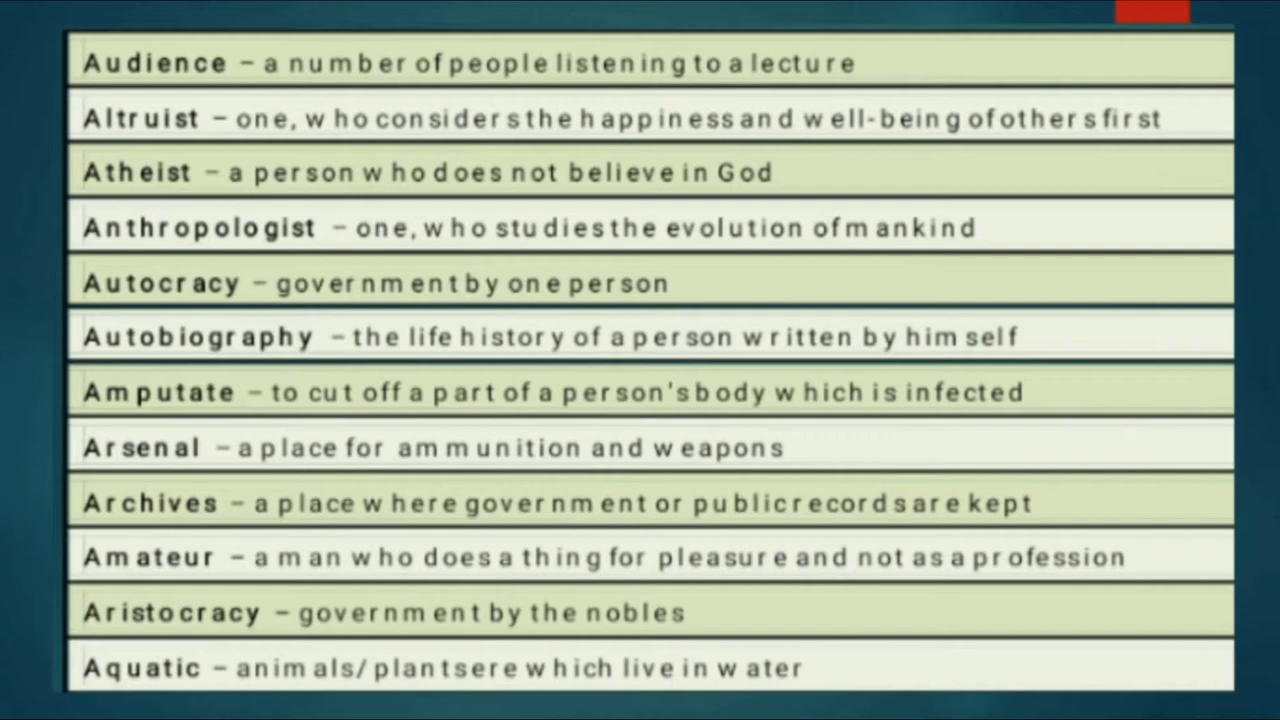 Audience – a number of people listening to a lecture
Altruist – one, who considers the happiness and well-being of others first
Atheist – a person who does not believe in God
Anthropologist – one, who studies the evolution of mankind
Autocracy – government by one person
Autobiography – the life history of a person written by him self
Amputate – to cut off a part of a person's body which is infected
Arsenal – a place for ammunition and weapons
Archives – a place where government or public records are kept
Amateur – a man who does a thing for pleasure and not as a profession
Aristocracy – government by the nobles
Aquatic – animals/ plantsere which live in water